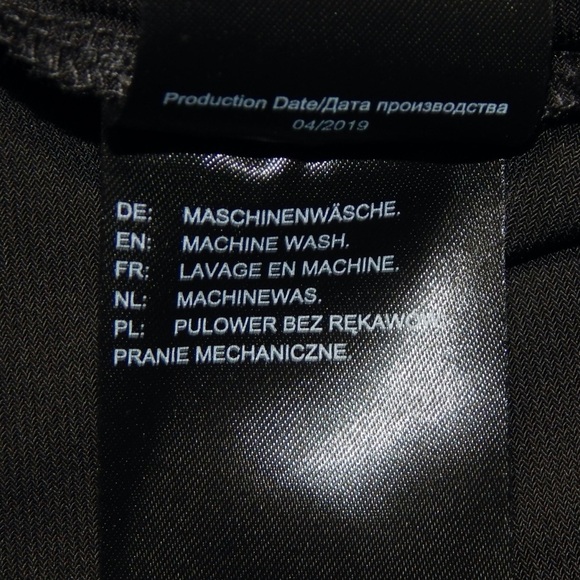 Production Date/Дата производства
04/2019
DE: MASCHINENWÄSCHE.
EN: MACHINE WASH.
FR: LAVAGE EN MACHINE.
NL: MACHINEWAS.
PL: PULOWER BEZ
PRANIE MECHANICZNE.